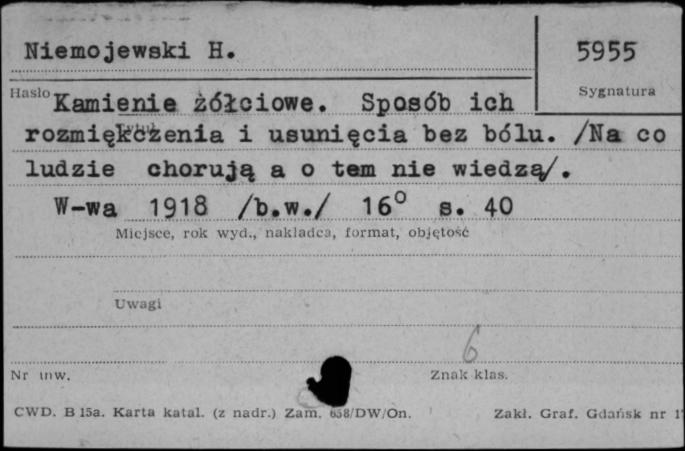 Niemojewski H.
5955
Hasło
Sygnatura
Kamienie żółciowe. Sposób ich
Tytuł
rozmiękczenia i usunięcia bez bólu. /Na co
ludzie chorują a o tem nie wiedzą/.
W-wa 1918 /b.w./ 16° s. 40
Miejsce, rok wyd., nakładca, format, objętość
Uwagi
6
Nr inw.
Znak klas.
CWD. B 15a. Karta katal. (z nadr.) Zam. 658/DW/On.
Zakł. Graf. Gdańsk nr 1